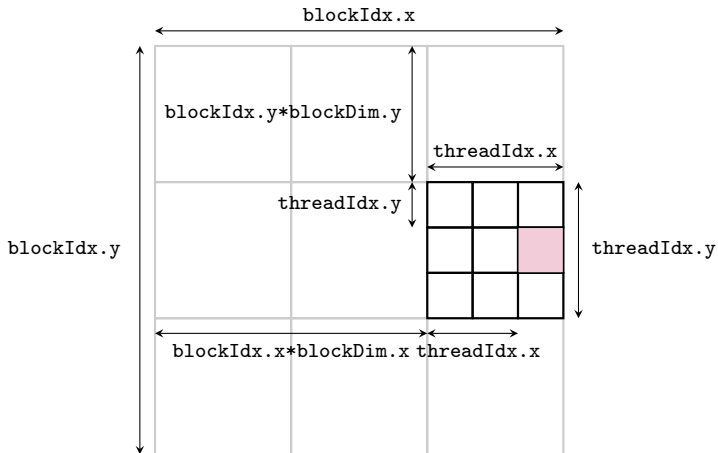 blockIdx.x
blockIdx.y*blockDim.y
threadIdx.x
threadIdx.y
blockIdx.y
threadIdx.y
blockIdx.x*blockDim.x
threadIdx.x